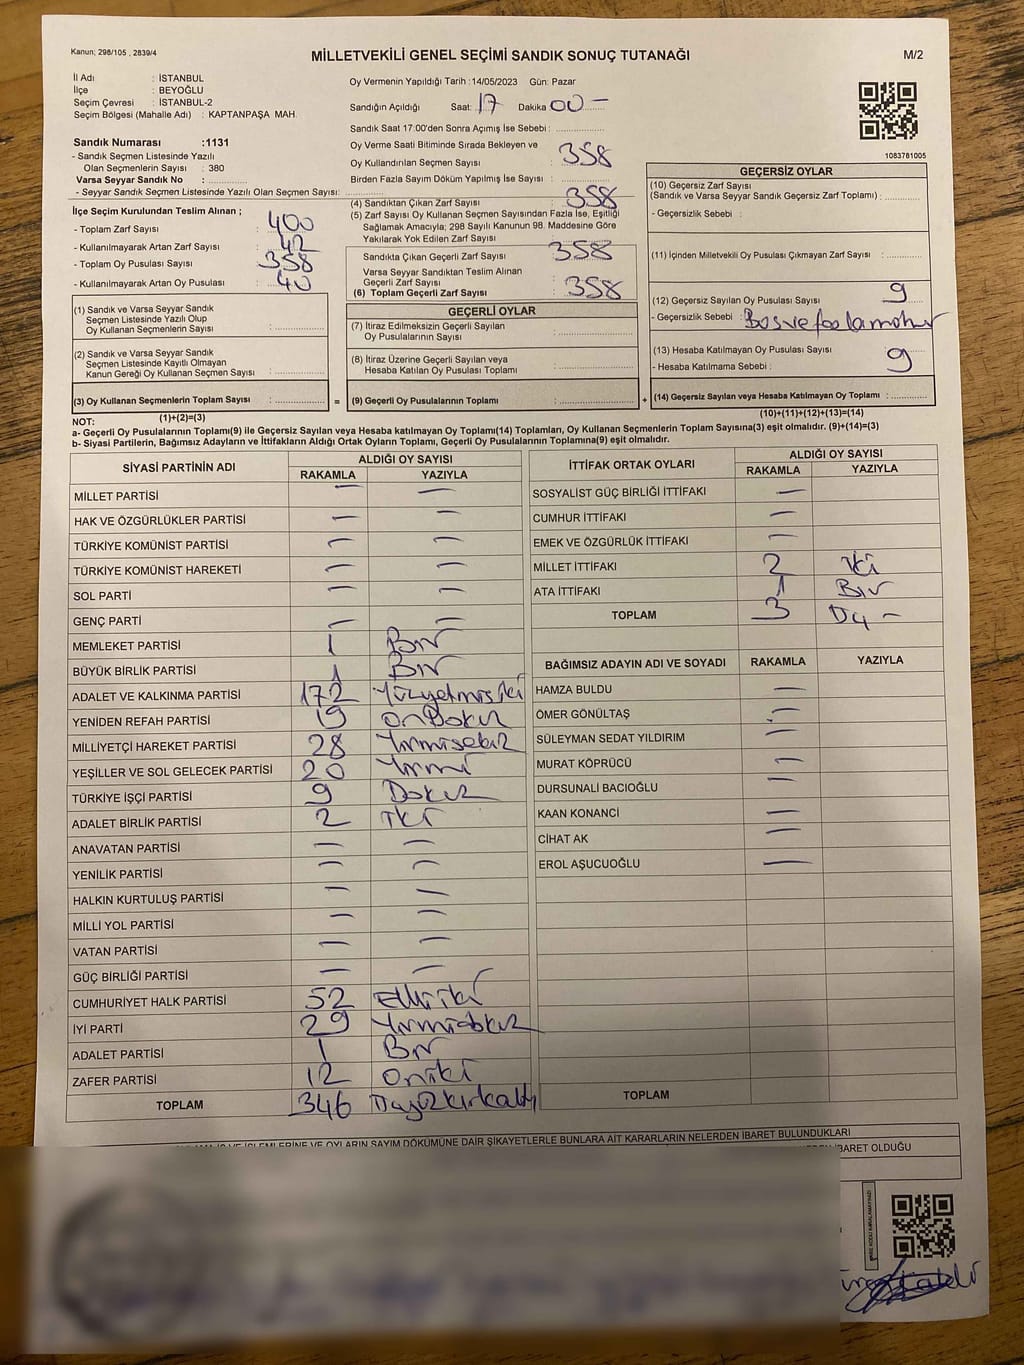 Kanun; 298/105 , 2839/4
MİLLETVEKİLİ GENEL SEÇİMİ SANDIK SONUÇ TUTANAĞI
M/2
İl Adı : İSTANBUL
İlçe : BEYOĞLU
Seçim Çevresi : İSTANBUL-2
Seçim Bölgesi (Mahalle Adı) : KAPTANPAŞA MAH.
Sandık Numarası :1131
- Sandık Seçmen Listesinde Yazılı
Olan Seçmenlerin Sayısı : 380
Varsa Seyyar Sandık No :
- Seyyar Sandık Seçmen Listesinde Yazılı Olan Seçmen Sayısı:
Oy Vermenin Yapıldığı Tarih :14/05/2023 Gün: Pazar
Sandığın Açıldığı Saat: 17 Dakika 00 -
Sandık Saat 17:00'den Sonra Açımış İse Sebebi :
Oy Verme Saati Bitiminde Sırada Bekleyen ve
Oy Kullandırılan Seçmen Sayısı : 358
Birden Fazla Sayım Döküm Yapılmış İse Sayısı :
1083761005
İlçe Seçim Kurulundan Teslim Alınan ;
- Toplam Zarf Sayısı : 400
- Kullanılmayarak Artan Zarf Sayısı : 42
- Toplam Oy Pusulası Sayısı : 358
- Kullanılmayarak Artan Oy Pusulası : 40
(4) Sandıktan Çıkan Zarf Sayısı : 358
(5) Zarf Sayısı Oy Kullanan Seçmen Sayısından Fazla İse, Eşitliği
Sağlamak Amacıyla; 298 Sayılı Kanunun 98. Maddesine Göre
Yakılarak Yok Edilen Zarf Sayısı
Sandıkta Çıkan Geçerli Zarf Sayısı : 358
Varsa Seyyar Sandıktan Teslim Alınan
Geçerli Zarf Sayısı :
(6) Toplam Geçerli Zarf Sayısı : 358
GEÇERSİZ OYLAR
(10) Geçersiz Zarf Sayısı
(Sandık ve Varsa Seyyar Sandık Geçersiz Zarf Toplamı) :
- Geçersizlik Sebebi :
(11) İçinden Milletvekili Oy Pusulası Çıkmayan Zarf Sayısı :
(12) Geçersiz Sayılan Oy Pusulası Sayısı : 9
- Geçersizlik Sebebi : Boş ve fazla mühür
(13) Hesaba Katılmayan Oy Pusulası Sayısı : 9
- Hesaba Katılmama Sebebi :
(14) Geçersiz Sayılan veya Hesaba Katılmayan Oy Toplamı :
(1) Sandık ve Varsa Seyyar Sandık
Seçmen Listesinde Yazılı Olup
Oy Kullanan Seçmenlerin Sayısı :
(2) Sandık ve Varsa Seyyar Sandık
Seçmen Listesinde Kayıtlı Olmayan
Kanun Gereği Oy Kullanan Seçmen Sayısı :
(3) Oy Kullanan Seçmenlerin Toplam Sayısı : =
GEÇERLİ OYLAR
(7) İtiraz Edilmeksizin Geçerli Sayılan
Oy Pusulalarının Sayısı :
(8) İtiraz Üzerine Geçerli Sayılan veya
Hesaba Katılan Oy Pusulası Toplamı :
(9) Geçerli Oy Pusulalarının Toplamı : +
NOT: (1)+(2)=(3) (10)+(11)+(12)+(13)=(14)
a- Geçerli Oy Pusulalarının Toplamı(9) ile Geçersiz Sayılan veya Hesaba katılmayan Oy Toplamı(14) Toplamları, Oy Kullanan Seçmenlerin Toplam Sayısına(3) eşit olmalıdır. (9)+(14)=(3)
b- Siyasi Partilerin, Bağımsız Adayların ve İttifakların Aldığı Ortak Oyların Toplamı, Geçerli Oy Pusulalarının Toplamına(9) eşit olmalıdır.
SİYASİ PARTİNİN ADI ALDIĞI OY SAYISI
RAKAMLA YAZIYLA
MİLLET PARTİSİ — —
HAK VE ÖZGÜRLÜKLER PARTİSİ — —
TÜRKİYE KOMÜNİST PARTİSİ — —
TÜRKİYE KOMÜNİST HAREKETİ — —
SOL PARTİ — —
GENÇ PARTİ — —
MEMLEKET PARTİSİ 1 Bir
BÜYÜK BİRLİK PARTİSİ 1 Bir
ADALET VE KALKINMA PARTİSİ 172 Yüzyetmişiki
YENİDEN REFAH PARTİSİ 19 OnDokuz
MİLLİYETÇİ HAREKET PARTİSİ 28 Yirmisekiz
YEŞİLLER VE SOL GELECEK PARTİSİ 20 Yirmi
TÜRKİYE İŞÇİ PARTİSİ 9 Dokuz
ADALET BİRLİK PARTİSİ 2 İki
ANAVATAN PARTİSİ — —
YENİLİK PARTİSİ — —
HALKIN KURTULUŞ PARTİSİ — —
MİLLİ YOL PARTİSİ — —
VATAN PARTİSİ — —
GÜÇ BİRLİĞİ PARTİSİ — —
CUMHURİYET HALK PARTİSİ 52 Elliiki
İYİ PARTİ 29 Yirmidokuz
ADALET PARTİSİ 1 Bir
ZAFER PARTİSİ 12 Oniki
TOPLAM 346 Üçyüzkırkaltı
İTTİFAK ORTAK OYLARI ALDIĞI OY SAYISI
RAKAMLA YAZIYLA
SOSYALİST GÜÇ BİRLİĞİ İTTİFAKI —
CUMHUR İTTİFAKI —
EMEK VE ÖZGÜRLÜK İTTİFAKI —
MİLLET İTTİFAKI 2 İki
ATA İTTİFAKI 1 Bir
TOPLAM 3 Üç -
BAĞIMSIZ ADAYIN ADI VE SOYADI RAKAMLA YAZIYLA
HAMZA BULDU —
ÖMER GÖNÜLTAŞ —
SÜLEYMAN SEDAT YILDIRIM —
MURAT KÖPRÜCÜ —
DURSUNALİ BACIOĞLU —
KAAN KONANCİ —
CİHAT AK —
EROL AŞUCUOĞLU —
TOPLAM
İŞLEMLERİNE VE OYLARIN SAYIM DÖKÜMÜNE DAİR ŞİKAYETLERLE BUNLARA AİT KARARLARIN NELERDEN İBARET BULUNDUKLARI
İBARET OLDUĞU